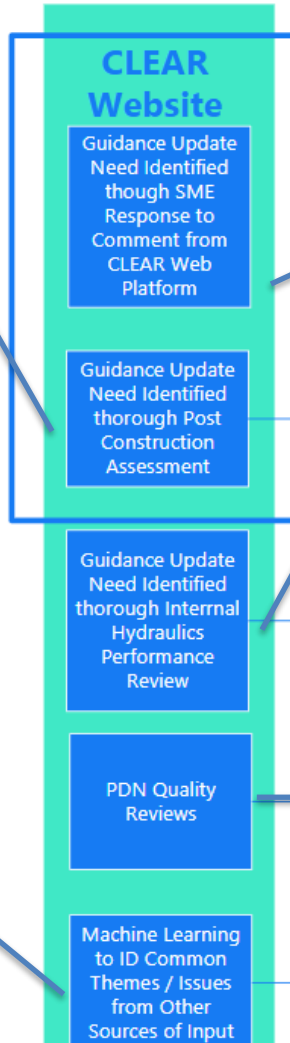 CLEAR
Website
Guidance Update
Need Identified
though SME
Response to
Comment from
CLEAR Web
Platform
Guidance Update
Need Identified
thorough Post
Construction
Assessment
Guidance Update
Need Identified
thorough Interrnal
Hydraulics
Performance
Review
PDN Quality
Reviews
Machine Learning
to ID Common
Themes / Issues
from Other
Sources of Input